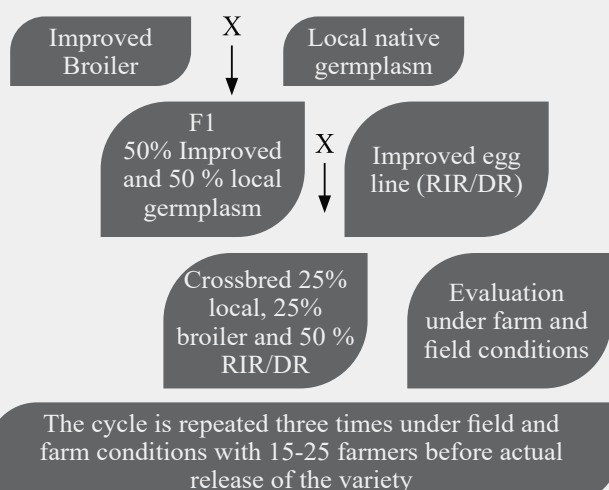 Improved
Broiler
X
Local native
germplasm
F1
50% Improved
and 50 % local
germplasm
X
Improved egg
line (RIR/DR)
Crossbred 25%
local, 25%
broiler and 50 %
RIR/DR
Evaluation
under farm and
field conditions
The cycle is repeated three times under field and
farm conditions with 15-25 farmers before actual
release of the variety